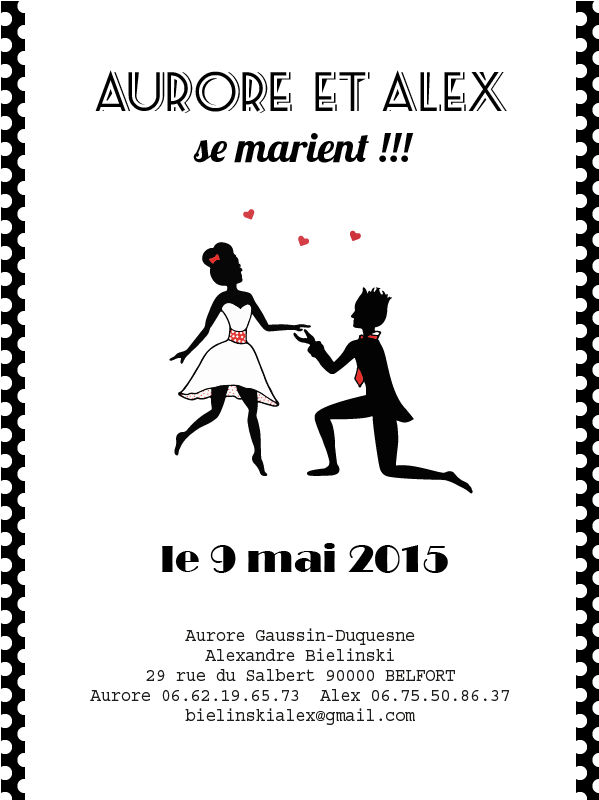 AURORE ET ALEX
se marient !!!
le 9 mai 2015
Aurore Gaussin-Duquesne
Alexandre Bielinski
29 rue du Salbert 90000 BELFORT
Aurore 06.62.19.65.73  Alex 06.75.50.86.37
bielinskialex@gmail.com